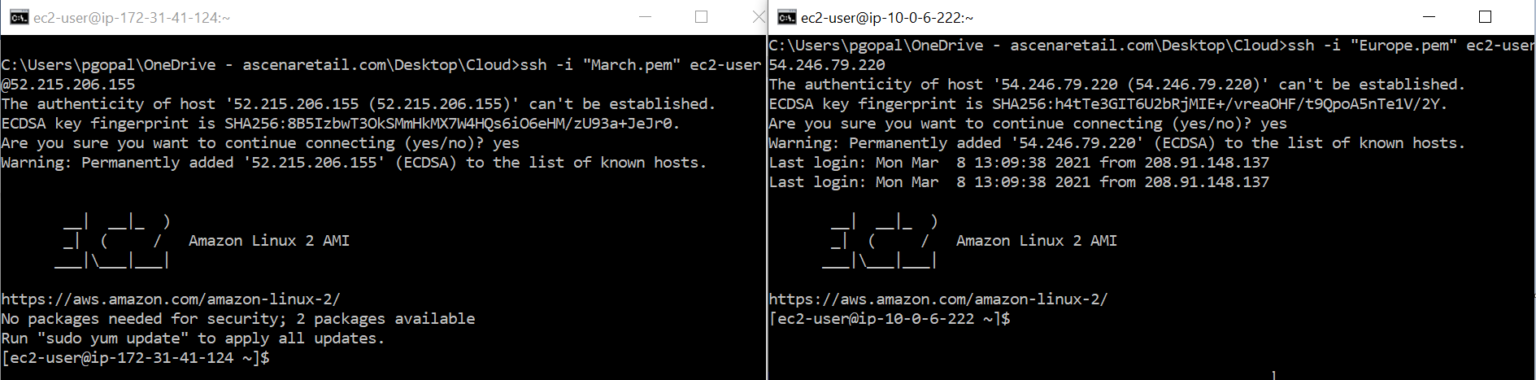 ec2-user@ip-172-31-41-124:~
C:\Users\pgopal\OneDrive - ascenaretail.com\Desktop\Cloud>ssh -i "March.pem" ec2-user
@52.215.206.155
The authenticity of host '52.215.206.155 (52.215.206.155)' can't be established.
ECDSA key fingerprint is SHA256:8B5IzbwT3OkSMmHkMX7W4HQs6iO6eHM/zU93a+JeJr0.
Are you sure you want to continue connecting (yes/no)? yes
Warning: Permanently added '52.215.206.155' (ECDSA) to the list of known hosts.
       __|  __|_  )
       _|  (     /   Amazon Linux 2 AMI
      ___|\___|___|
https://aws.amazon.com/amazon-linux-2/
No packages needed for security; 2 packages available
Run "sudo yum update" to apply all updates.
[ec2-user@ip-172-31-41-124 ~]$
ec2-user@ip-10-0-6-222:~
C:\Users\pgopal\OneDrive - ascenaretail.com\Desktop\Cloud>ssh -i "Europe.pem" ec2-user
54.246.79.220
The authenticity of host '54.246.79.220 (54.246.79.220)' can't be established.
ECDSA key fingerprint is SHA256:h4tTe3GIT6U2bRjMIE+/vreaOHF/t9QpoA5nTe1V/2Y.
Are you sure you want to continue connecting (yes/no)? yes
Warning: Permanently added '54.246.79.220' (ECDSA) to the list of known hosts.
Last login: Mon Mar  8 13:09:38 2021 from 208.91.148.137
Last login: Mon Mar  8 13:09:38 2021 from 208.91.148.137
       __|  __|_  )
       _|  (     /   Amazon Linux 2 AMI
      ___|\___|___|
https://aws.amazon.com/amazon-linux-2/
[ec2-user@ip-10-0-6-222 ~]$